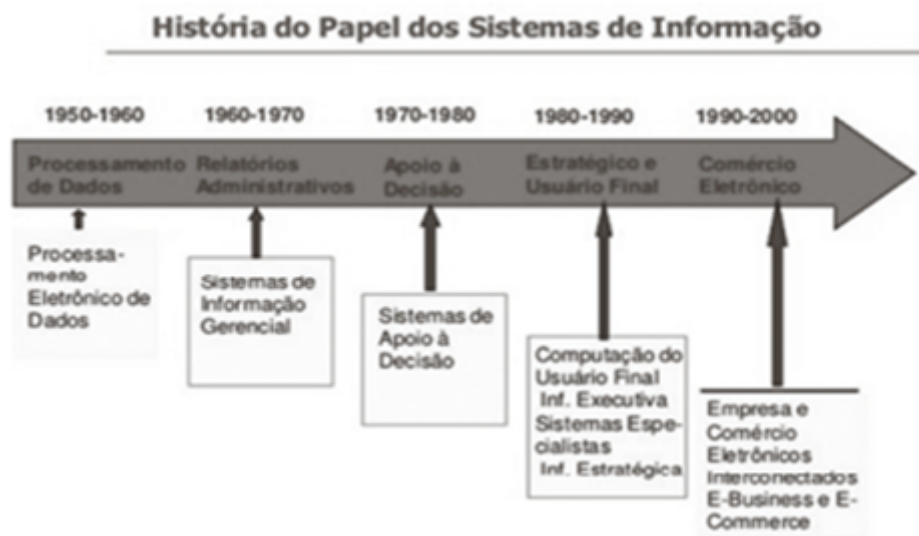 História do Papel dos Sistemas de Informação
1950-1960
1960-1970
1970-1980
1980-1990
1990-2000
Processamento
de Dados
Relatórios
Administrativos
Apoio à
Decisão
Estratégico e
Usuário Final
Comércio
Eletrônico
Processa-
mento
Eletrônico de
Dados
Sistemas de
Informação
Gerencial
Sistemas de
Apoio à
Decisão
Computação do
Usuário Final
Inf. Executiva
Sistemas Espe-
cialistas
Inf. Estratégica
Empresa e
Comércio
Eletrônicos
Interconectados
E-Business e E-
Commerce